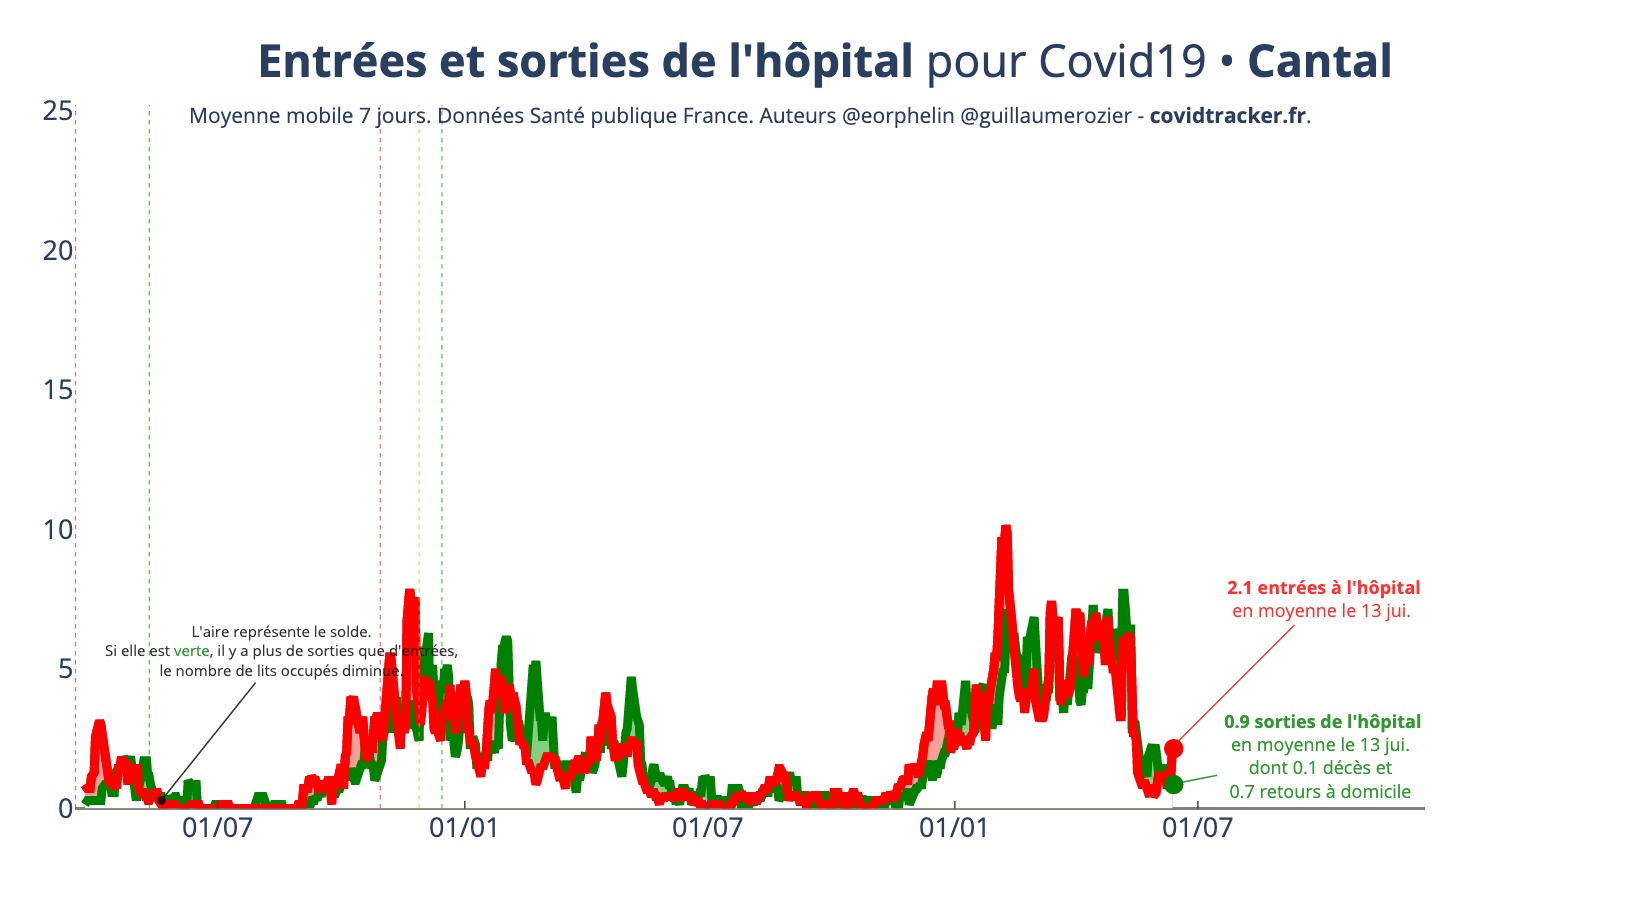 Entrées et sorties de l'hôpital pour Covid19 • Cantal
Moyenne mobile 7 jours. Données Santé publique France. Auteurs @eorphelin @guillaumerozier - covidtracker.fr.
25
20
15
10
5
0
L'aire représente le solde.
Si elle est verte, il y a plus de sorties que d'entrées,
le nombre de lits occupés diminue.
2.1 entrées à l'hôpital
en moyenne le 13 jui.
0.9 sorties de l'hôpital
en moyenne le 13 jui.
dont 0.1 décès et
0.7 retours à domicile
01/07
01/01
01/07
01/01
01/07